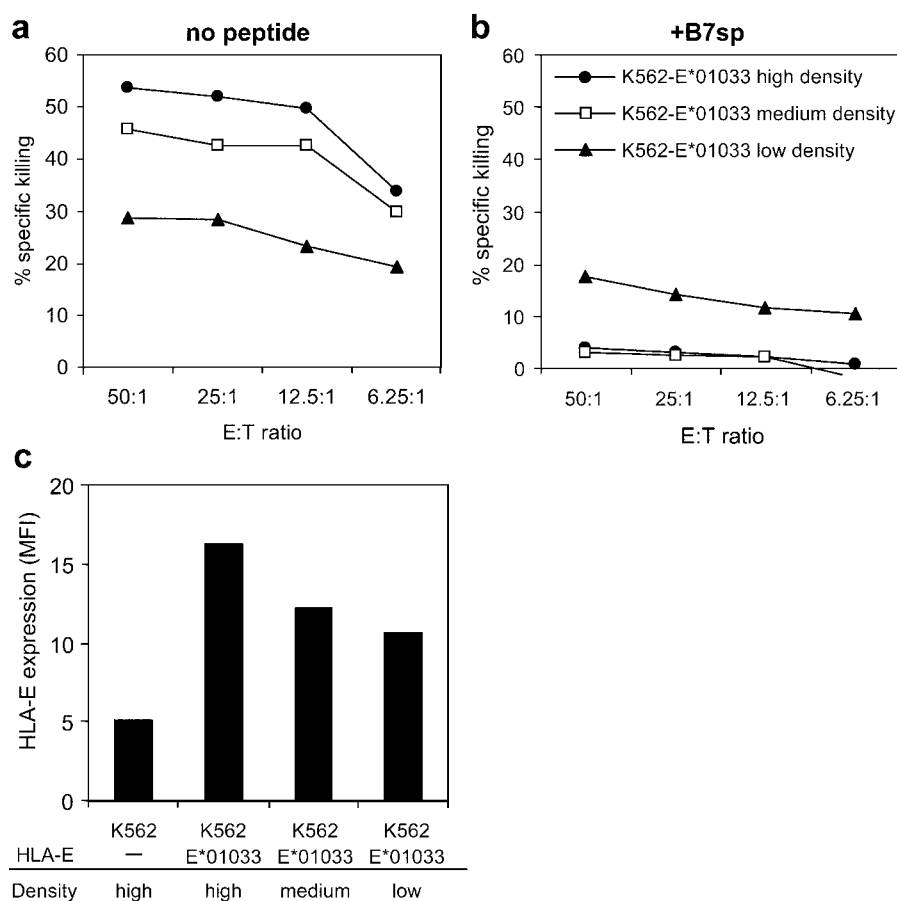 a
no peptide
60
50
40
30
20
10
0
% specific killing
50:1 25:1 12.5:1 6.25:1
E:T ratio
b
+B7sp
60
50
40
30
20
10
0
% specific killing
K562-E*01033 high density
K562-E*01033 medium density
K562-E*01033 low density
50:1 25:1 12.5:1 6.25:1
E:T ratio
c
20
15
10
5
0
HLA-E expression (MFI)
K562 K562 K562 K562
HLA-E — E*01033 E*01033 E*01033
Density high high medium low